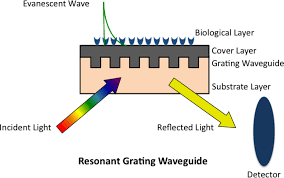 Evanescent Wave
Biological Layer
Cover Layer
Grating Waveguide
Substrate Layer
Incident Light
Reflected Light
Resonant Grating Waveguide
Detector